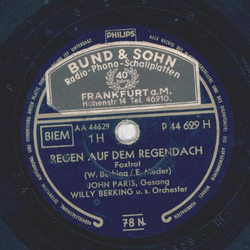 PHILIPS
BUND & SOHN
Radio-Phono-Schallplatten
40
FRANKFURT a.M.
Höhenstr 14 Tel. 46910.
AA 44629
BIEM
1H
P 44 629 H
REGEN AUF DEM REGENDACH
Foxtrot
(W. Berking / E. Meder)
JOHN PARIS, Gesang
WILLY BERKING u. s. Orchester
78 N.